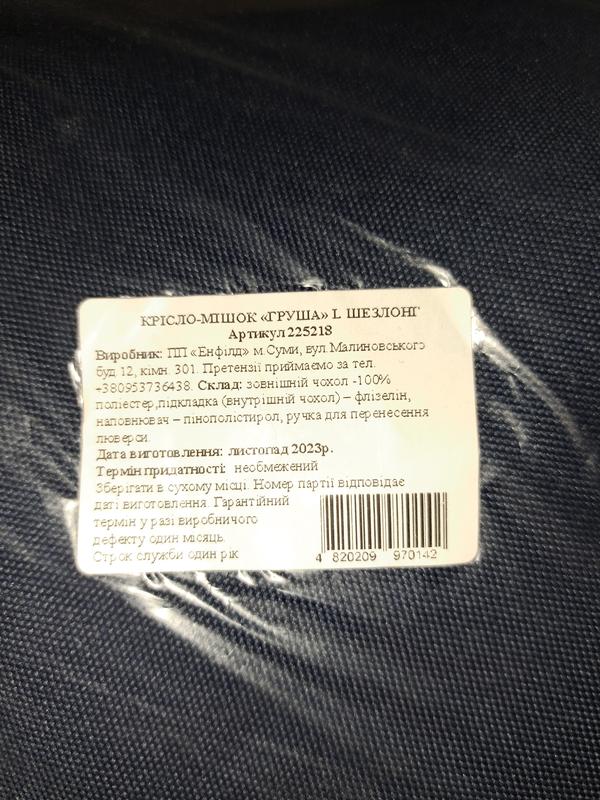 КРІСЛО-МІШОК «ГРУША» L ШЕЗЛОНГ
Артикул 225218
Виробник: ПП «Енфілд» м.Суми, вул.Малиновського
буд 12, кімн. 301. Претензії приймаємо за тел.
+380953736438. Склад: зовнішній чохол -100%
поліестер,підкладка (внутрішній чохол) – флізелін,
наповнювач – пінополістирол, ручка для перенесення
люверси.
Дата виготовлення: листопад 2023р.
Термін придатності: необмежений
Зберігати в сухому місці. Номер партії відповідає
даті виготовлення. Гарантійний
термін у разі виробничого
дефекту один місяць.
Строк служби один рік
4 820209 970142